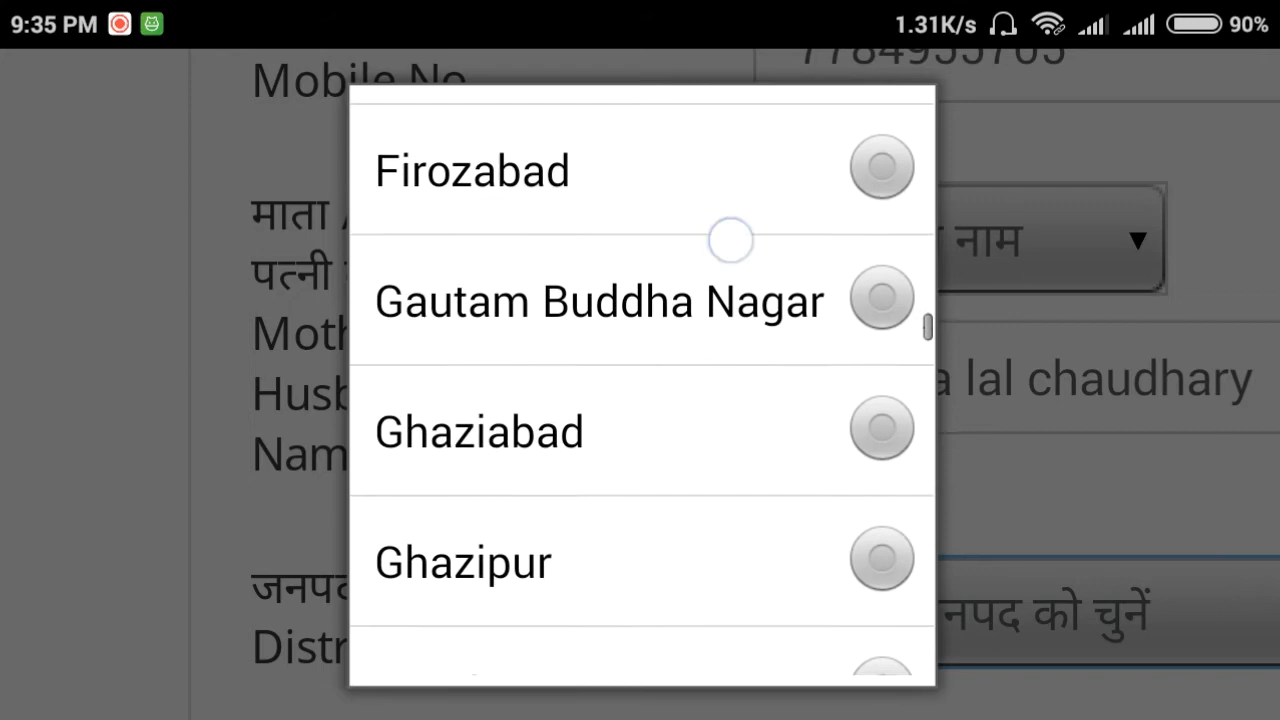 9:35 PM 1.31K/s 90%
Mobile No
Firozabad
माता
नाम
पत्नी
Gautam Buddha Nagar
Moth
lal chaudhary
Husb
Ghaziabad
Nam
Ghazipur
जनपद
नपद को चुनें
Distr